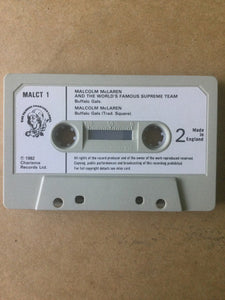 MALCT 1
MALCOLM McLAREN
AND THE WORLD'S FAMOUS SUPREME TEAM
Buffalo Gals
MALCOLM McLAREN
Buffalo Gals (Trad. Square)
2
Made in
England
℗ 1982
Charisma
Records Ltd.
All rights of the record producer and of the owner of the work reproduced reserved.
Copying, public performances and broadcasting of this recording prohibited.
For full copyright details see inlay card.